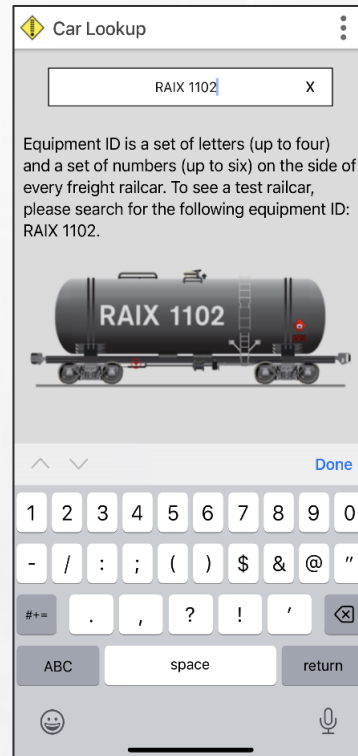 Car Lookup
RAIX 1102 X
Equipment ID is a set of letters (up to four)
and a set of numbers (up to six) on the side of
every freight railcar. To see a test railcar,
please search for the following equipment ID:
RAIX 1102.
RAIX 1102
Done
1 2 3 4 5 6 7 8 9 0
- / : ; ( ) $ & @ "
#+= . , ? ! '
ABC space return